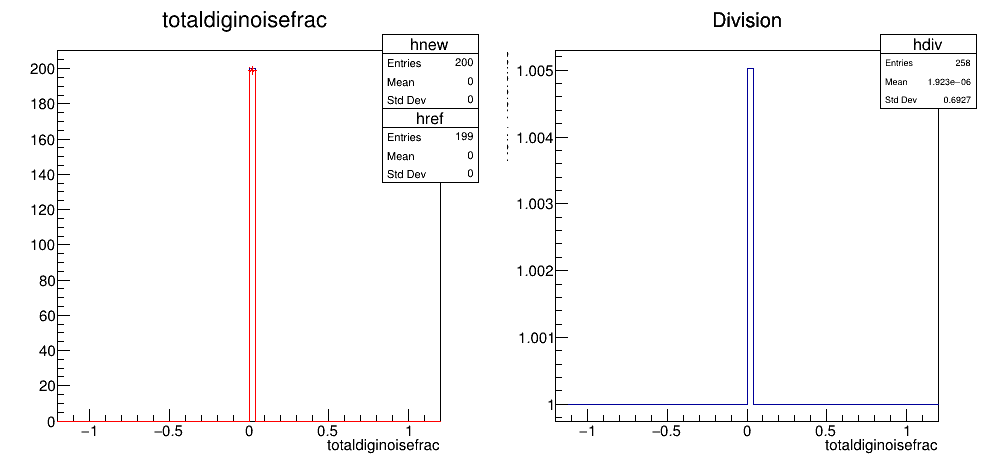 totaldiginoisefrac
hnew
Entries 200
Mean 0
Std Dev 0
href
Entries 199
Mean 0
Std Dev 0
200
180
160
140
120
100
80
60
40
20
0
−1 −0.5 0 0.5 1
totaldiginoisefrac
Division
hdiv
Entries 258
Mean 1.923e−06
Std Dev 0.6927
1.005
1.004
1.003
1.002
1.001
1
−1 −0.5 0 0.5 1
totaldiginoisefrac